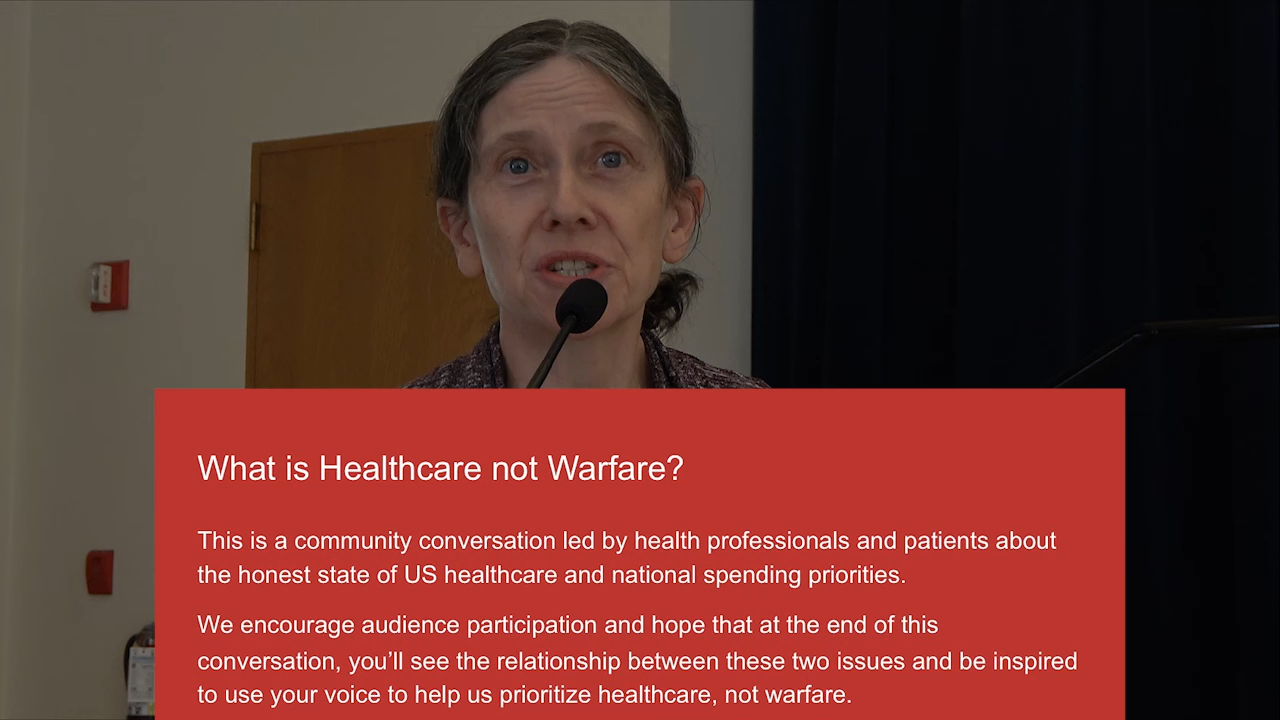 What is Healthcare not Warfare?
This is a community conversation led by health professionals and patients about
the honest state of US healthcare and national spending priorities.
We encourage audience participation and hope that at the end of this
conversation, you’ll see the relationship between these two issues and be inspired
to use your voice to help us prioritize healthcare, not warfare.